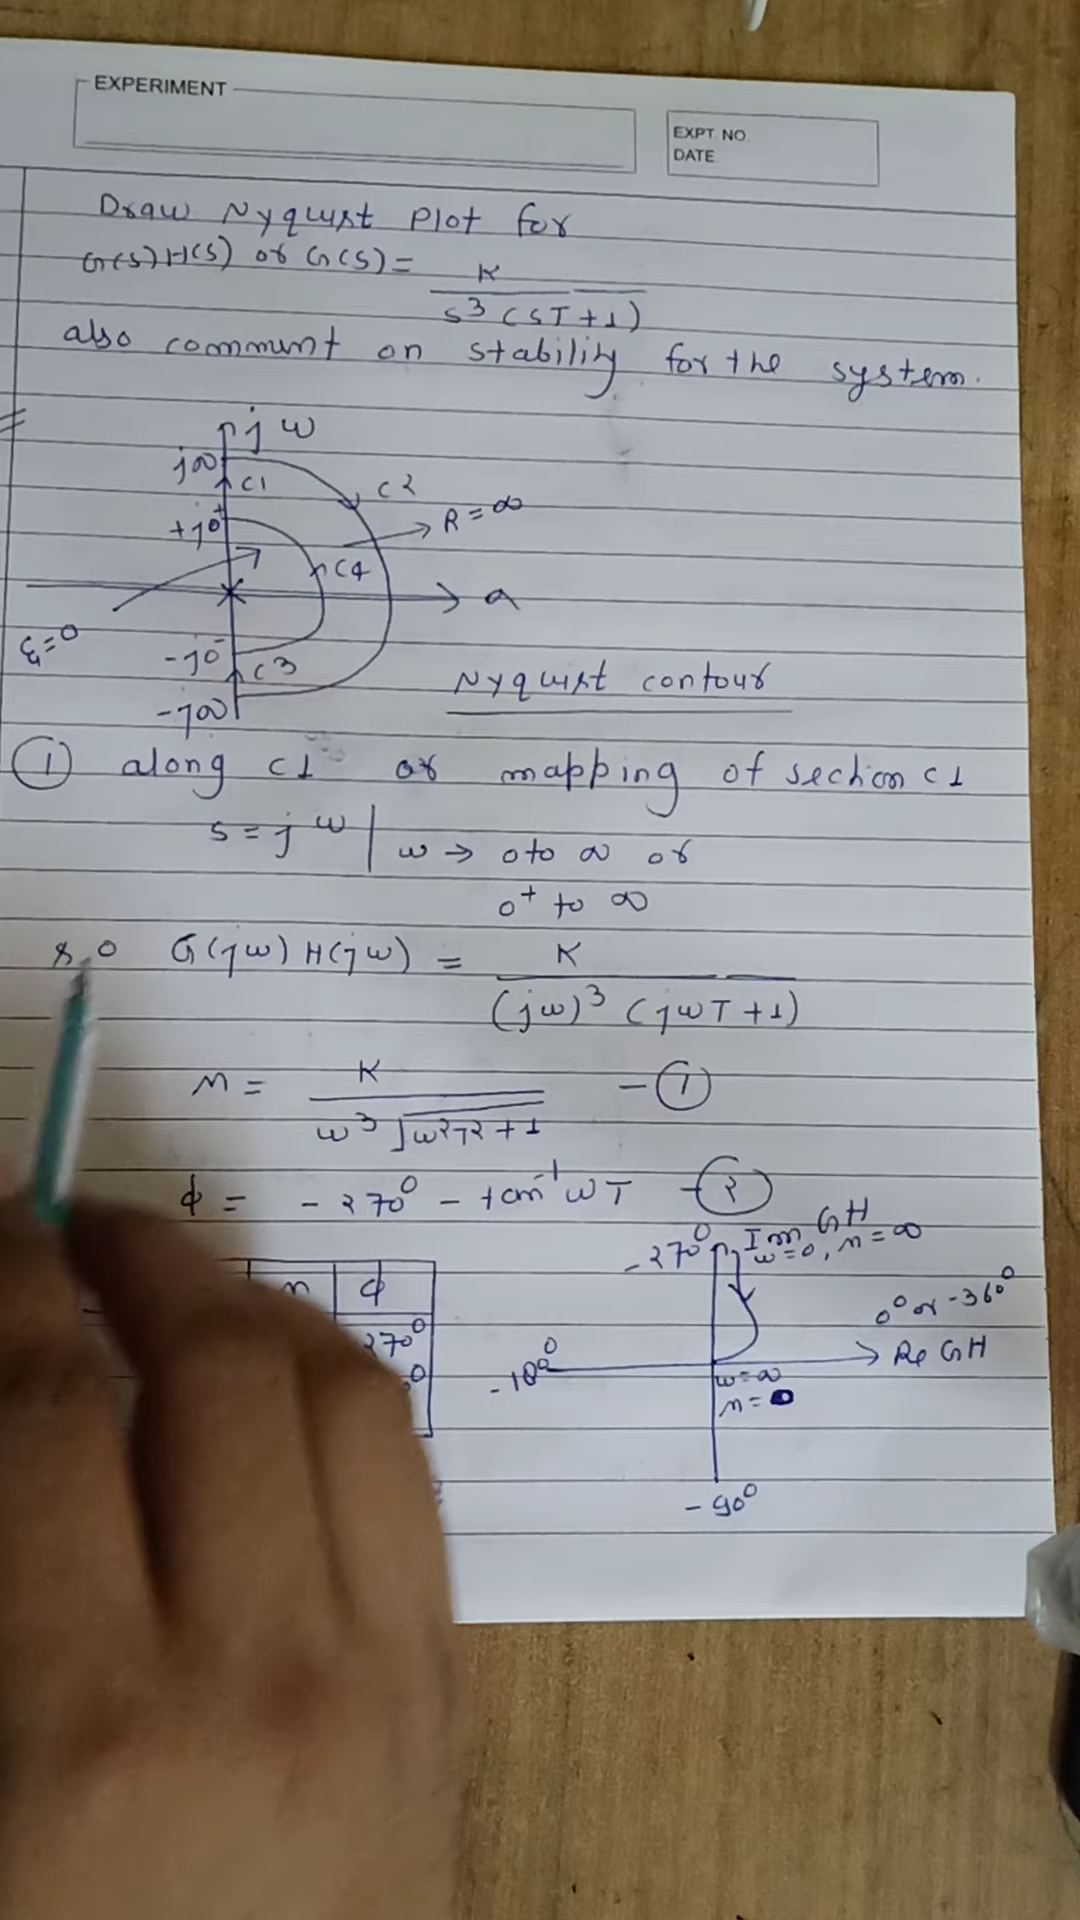 EXPERIMENT
EXPT. NO.
DATE
Draw Nyquist Plot for
G(s)H(s) or G(s) = K / s³(sT+1)
also comment on stability for the system.
jω
j∞
C1
C2
+j0⁺
R = ∞
C4
σ
ε=0
-j0⁻
C3
-j∞
Nyquist contour
① along C1 or mapping of section C1
s = jω | ω → 0 to ∞ or
0⁺ to ∞
so G(jω) H(jω) = K / (jω)³ (jωT+1)
M = K / ω³ √(ω²T²+1) — ①
φ = -270° - tan⁻¹ ωT — ②
-270° Im GH
ω=0, M=∞
M φ
270°
0° or -360°
Re GH
-180°
ω=∞
M=0
-90°